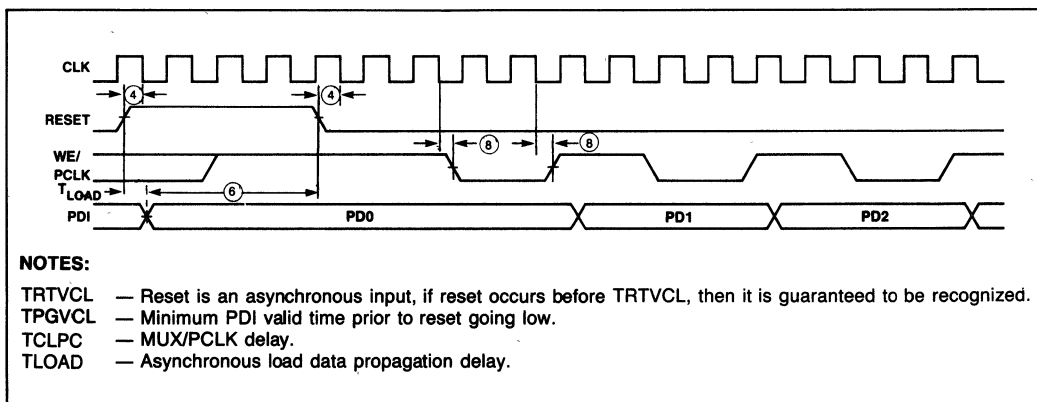 CLK
4 4
RESET
8 8
WE/
PCLK
TLOAD
6
PDI PD0 PD1 PD2
NOTES:
TRTVCL — Reset is an asynchronous input, if reset occurs before TRTVCL, then it is guaranteed to be recognized.
TPGVCL — Minimum PDI valid time prior to reset going low.
TCLPC — MUX/PCLK delay.
TLOAD — Asynchronous load data propagation delay.